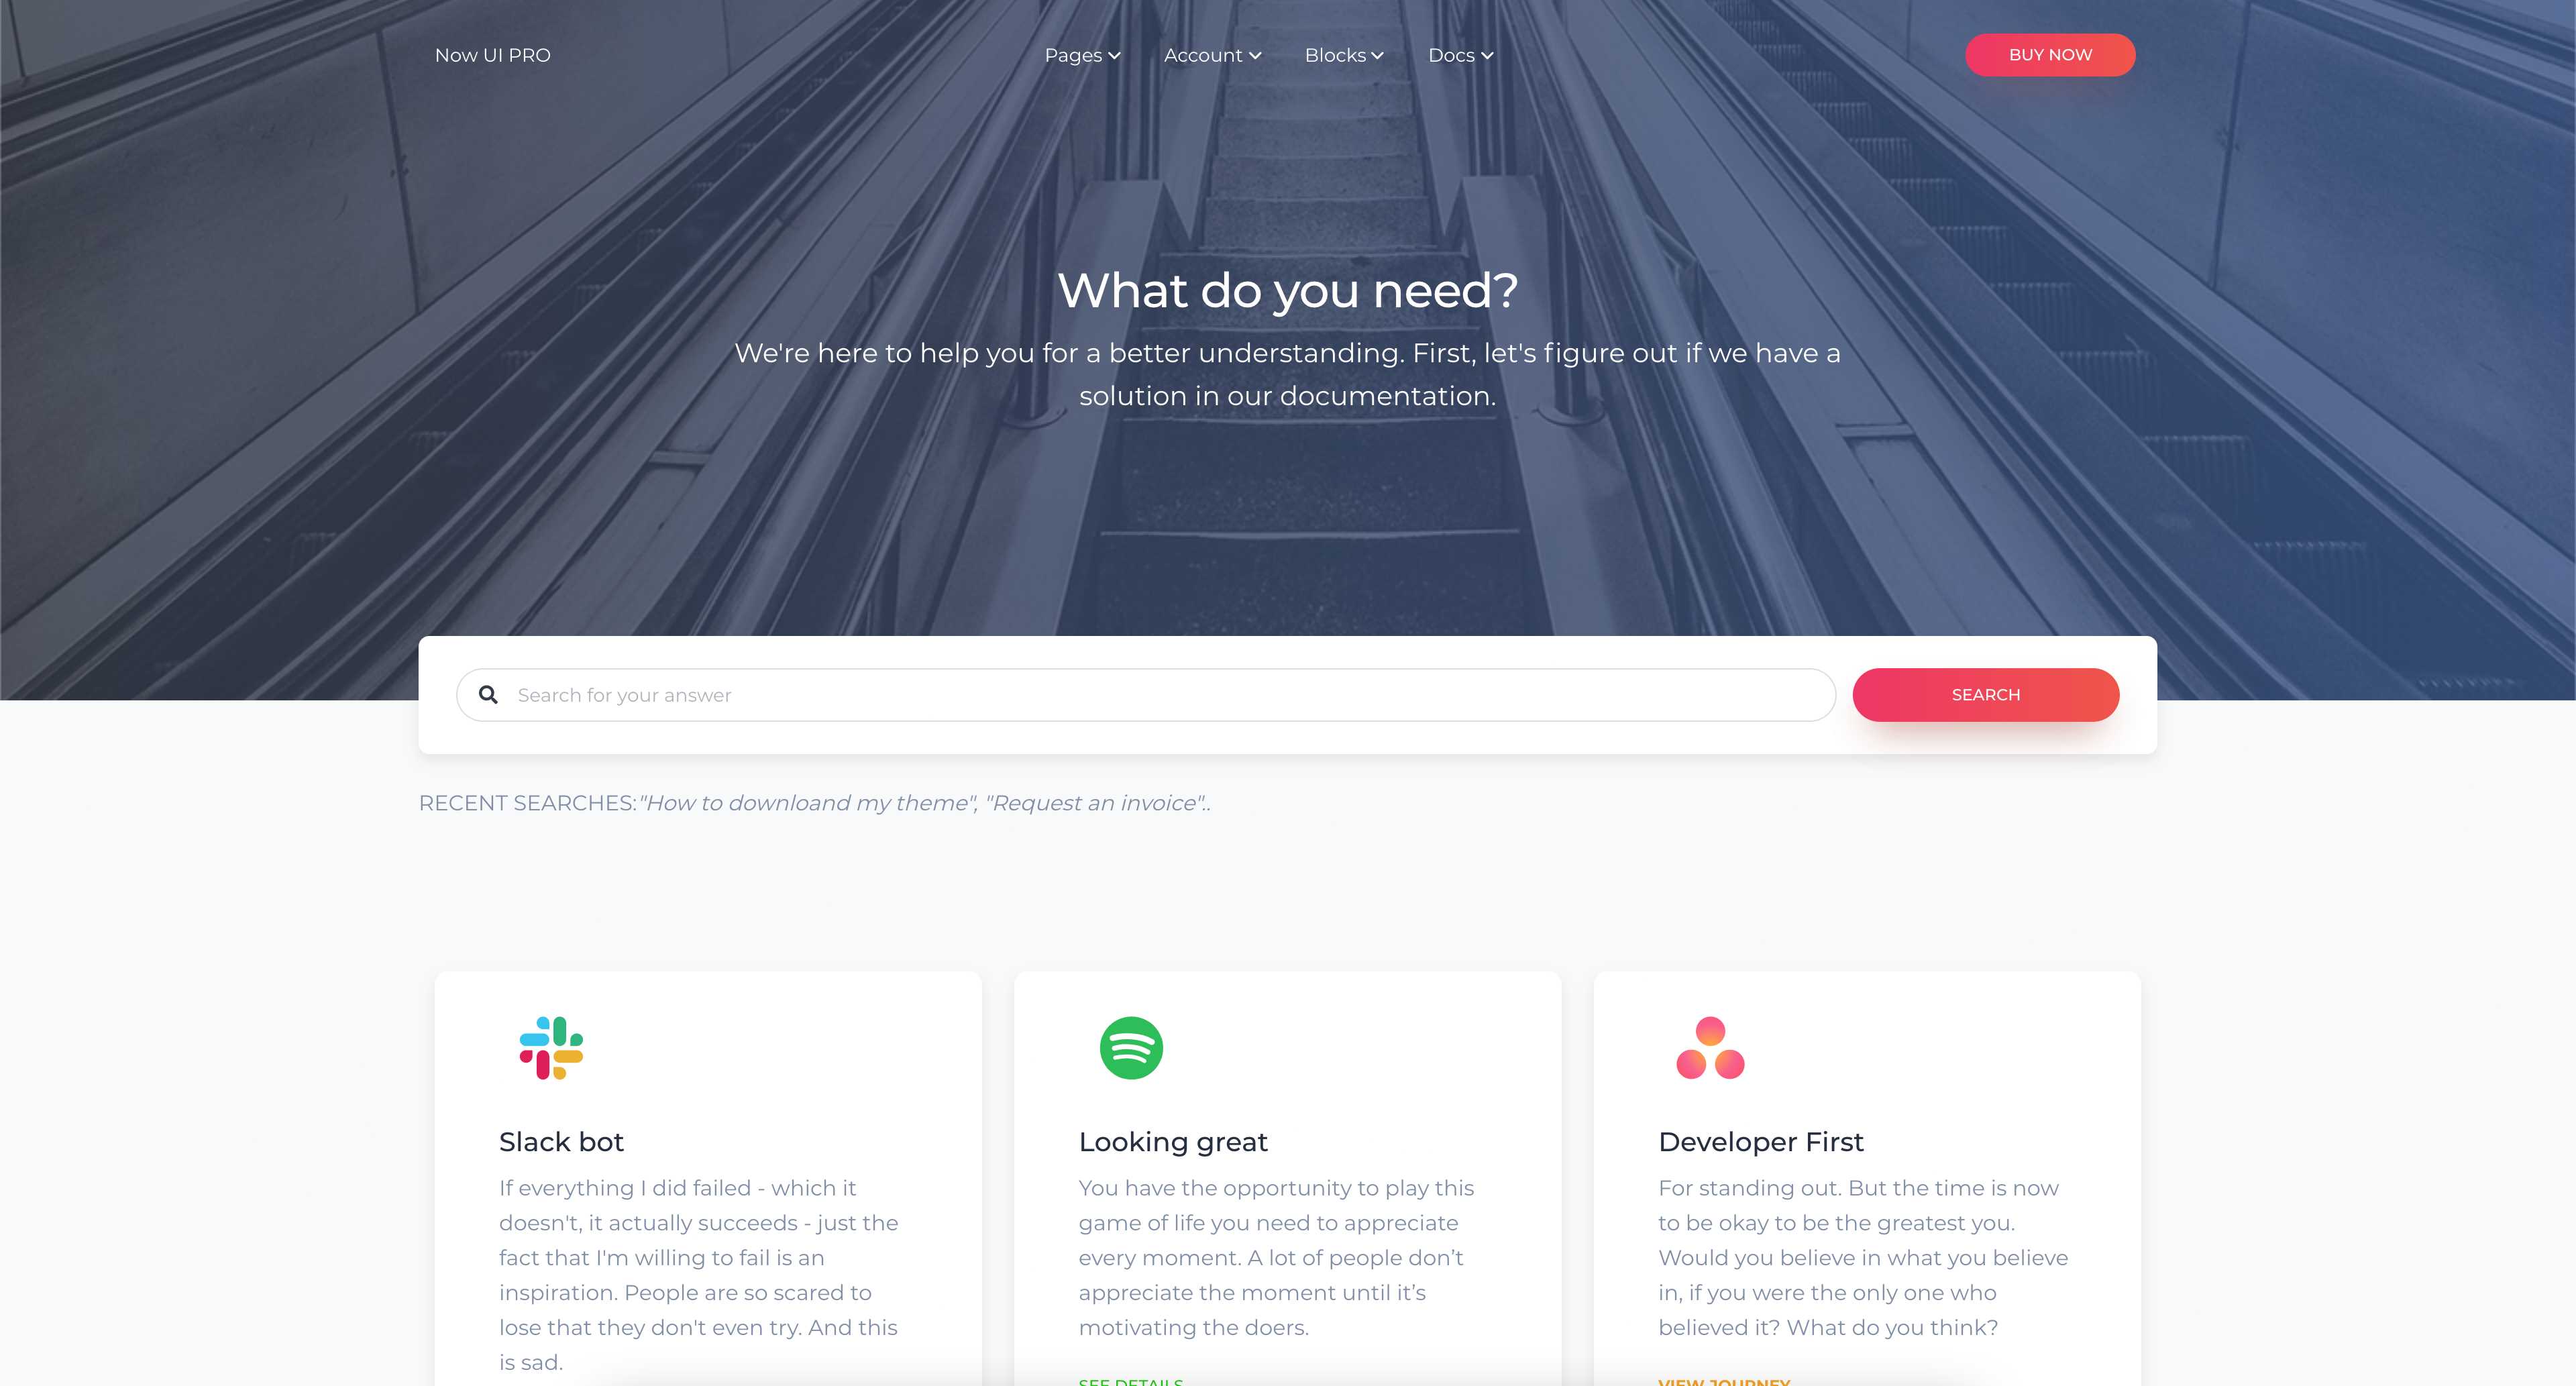 Now UI PRO
Pages
Account
Blocks
Docs
BUY NOW
What do you need?
We're here to help you for a better understanding. First, let's figure out if we have a
solution in our documentation.
Search for your answer
SEARCH
RECENT SEARCHES:"How to downloand my theme", "Request an invoice"..
Slack bot
If everything I did failed - which it
doesn't, it actually succeeds - just the
fact that I'm willing to fail is an
inspiration. People are so scared to
lose that they don't even try. And this
is sad.
Looking great
You have the opportunity to play this
game of life you need to appreciate
every moment. A lot of people don’t
appreciate the moment until it’s
motivating the doers.
SEE DETAILS
Developer First
For standing out. But the time is now
to be okay to be the greatest you.
Would you believe in what you believe
in, if you were the only one who
believed it? What do you think?
VIEW JOURNEY